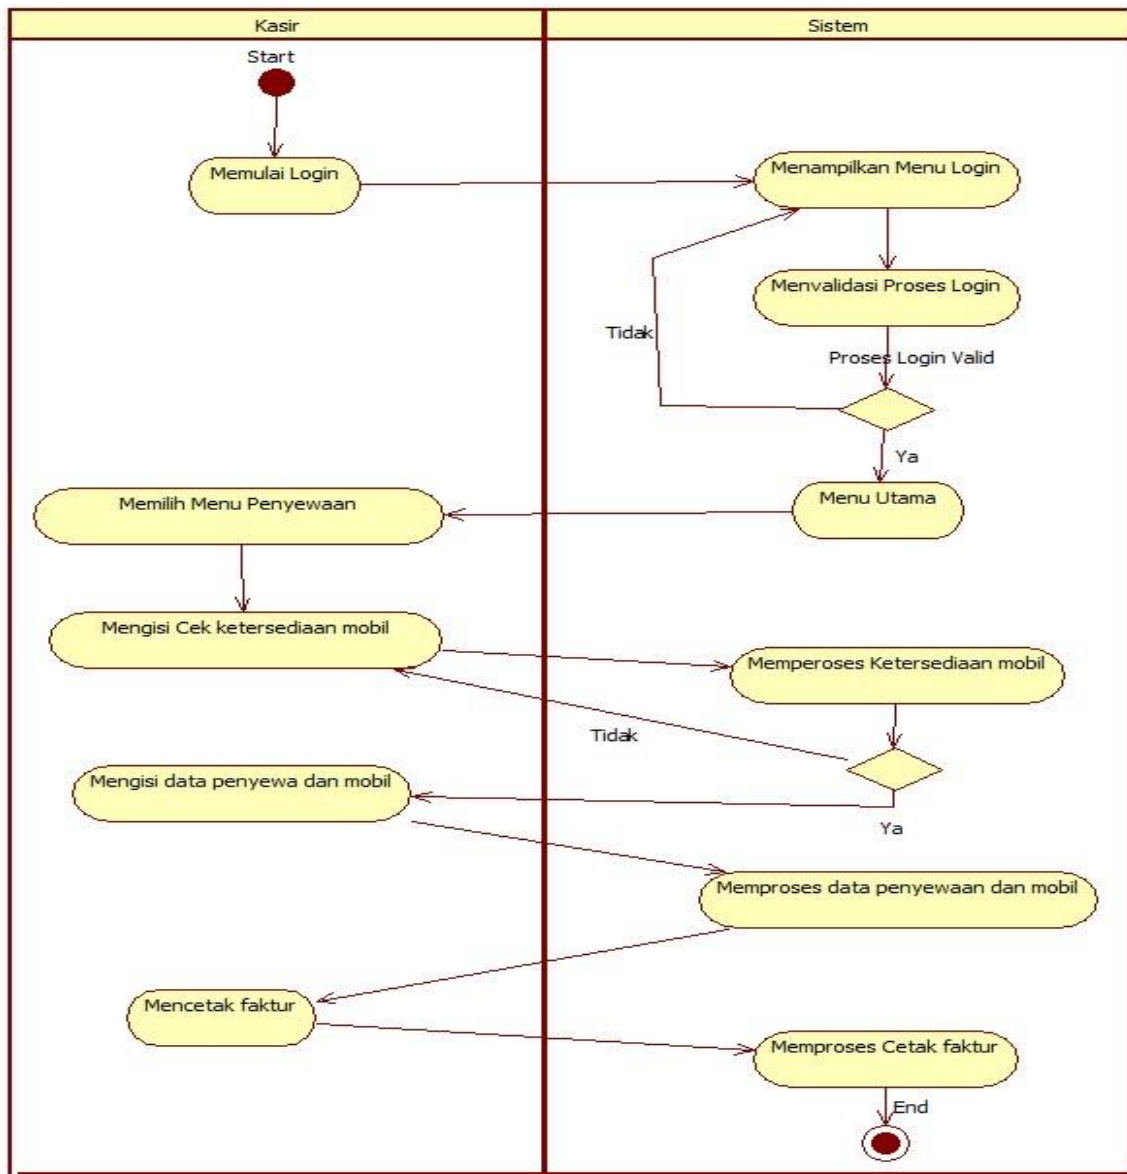 Kasir
Sistem
Start
Memulai Login
Menampilkan Menu Login
Menvalidasi Proses Login
Tidak
Proses Login Valid
Ya
Memilih Menu Penyewaan
Menu Utama
Mengisi Cek ketersediaan mobil
Memperoses Ketersediaan mobil
Tidak
Mengisi data penyewa dan mobil
Ya
Memproses data penyewaan dan mobil
Mencetak faktur
Memproses Cetak faktur
End